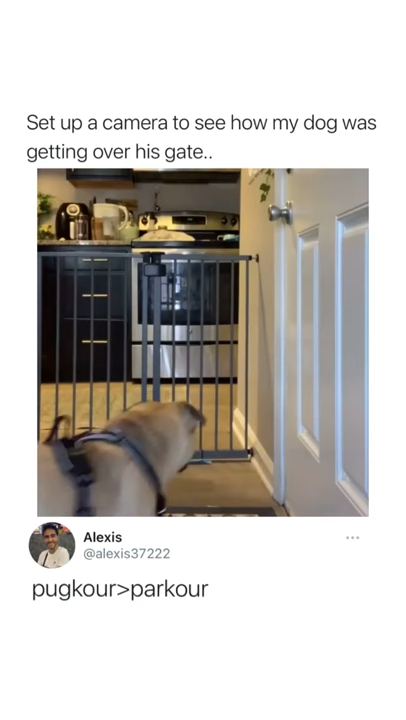 Set up a camera to see how my dog was
getting over his gate..
Alexis
@alexis37222
pugkour>parkour